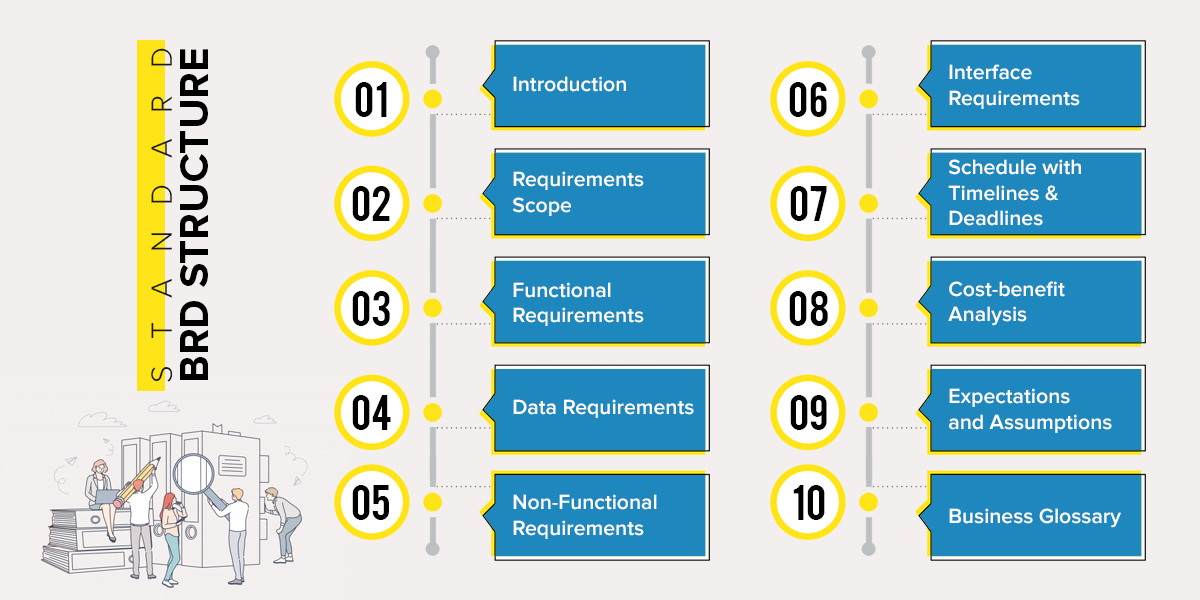 STANDARD
BRD STRUCTURE
01
Introduction
02
Requirements
Scope
03
Functional
Requirements
04
Data Requirements
05
Non-Functional
Requirements
06
Interface
Requirements
07
Schedule with
Timelines &
Deadlines
08
Cost-benefit
Analysis
09
Expectations
and Assumptions
10
Business Glossary